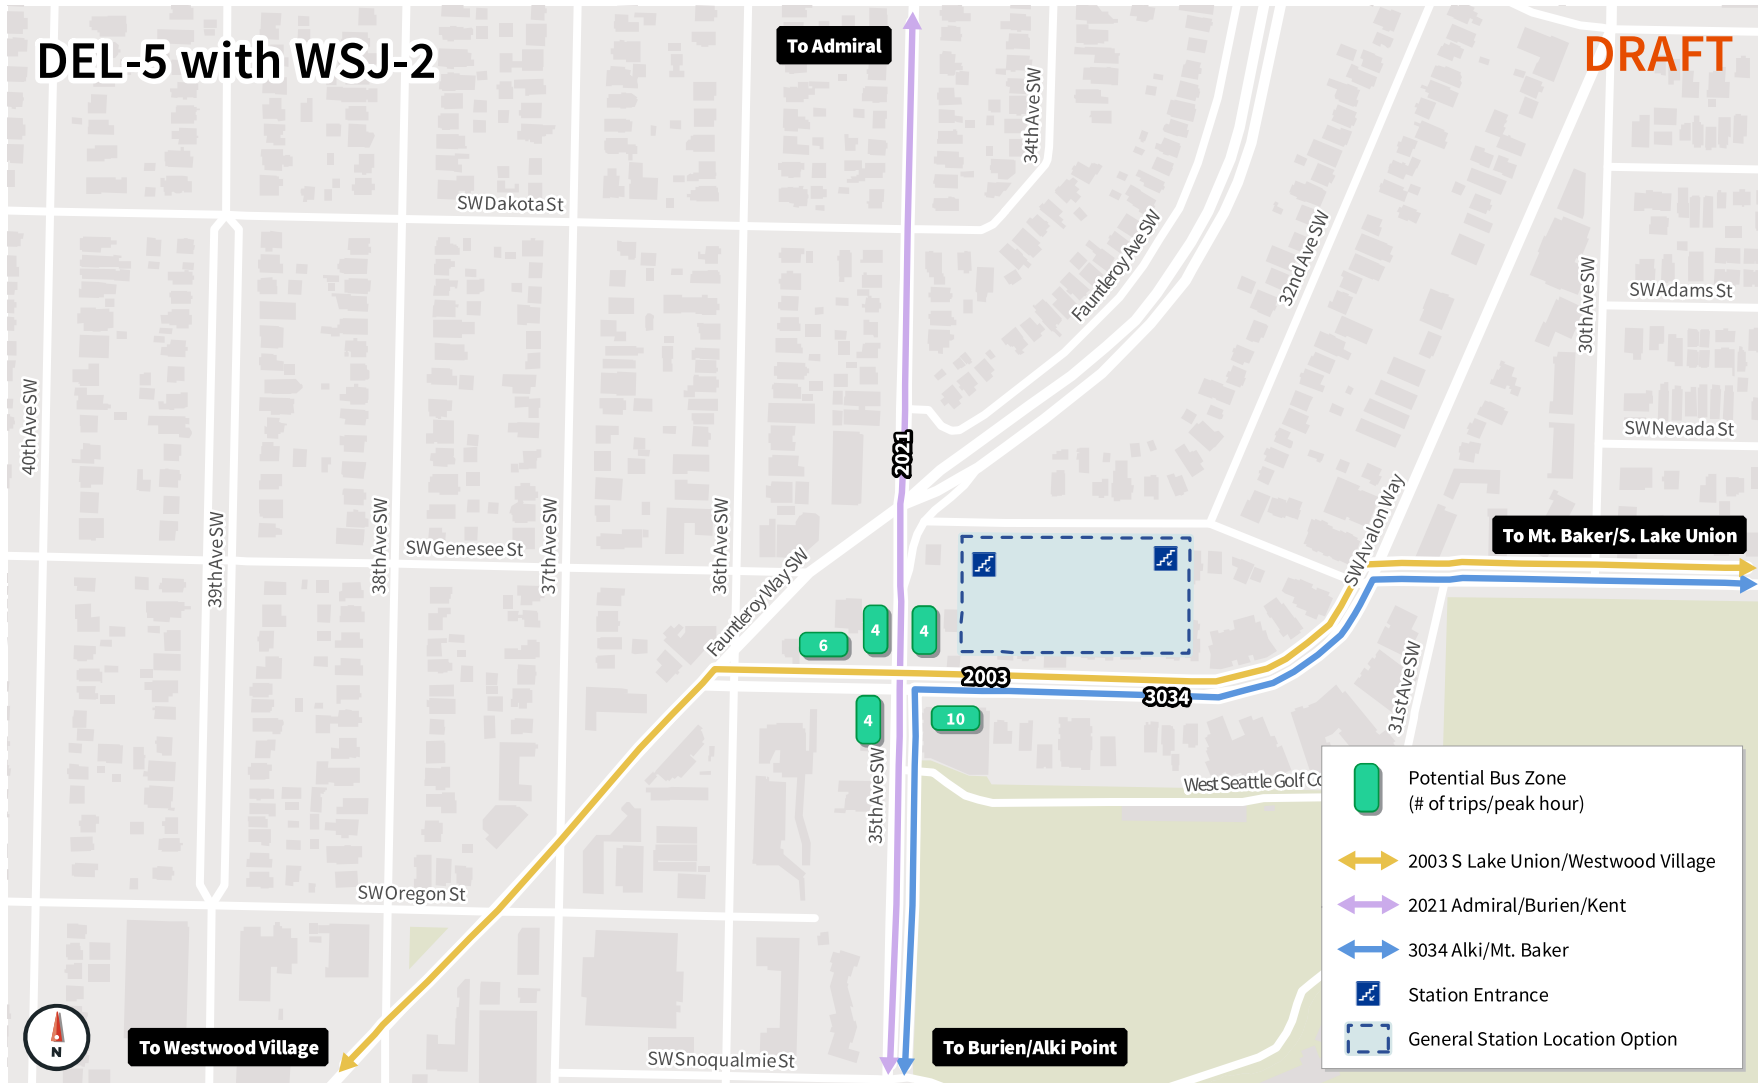 DEL-5 with WSJ-2
To Admiral
DRAFT
34th Ave SW
SW Dakota St
Fauntleroy Ave SW
32nd Ave SW
30th Ave SW
SW Adams St
SW Nevada St
40th Ave SW
39th Ave SW
38th Ave SW
SW Genesee St
37th Ave SW
36th Ave SW
2021
Fauntleroy Way SW
SW Avalon Way
To Mt. Baker/S. Lake Union
6
4
4
2003
3034
4
10
31st Ave SW
35th Ave SW
West Seattle Golf Co
SW Oregon St
SW Snoqualmie St
N
To Westwood Village
To Burien/Alki Point
Potential Bus Zone
(# of trips/peak hour)
2003 S Lake Union/Westwood Village
2021 Admiral/Burien/Kent
3034 Alki/Mt. Baker
Station Entrance
General Station Location Option